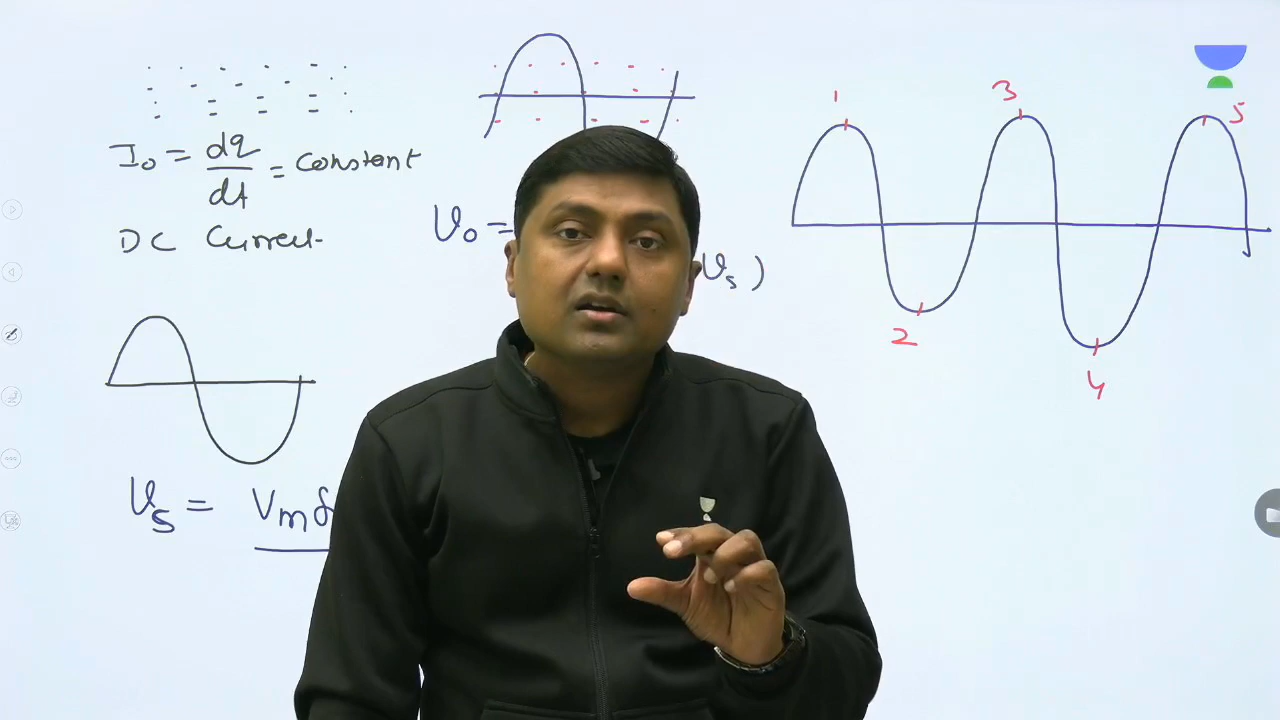 I₀ = dq/dt = Constant
DC Current
V₀ =
Vₛ )
Vₛ = Vₘ
1
2
3
4
5